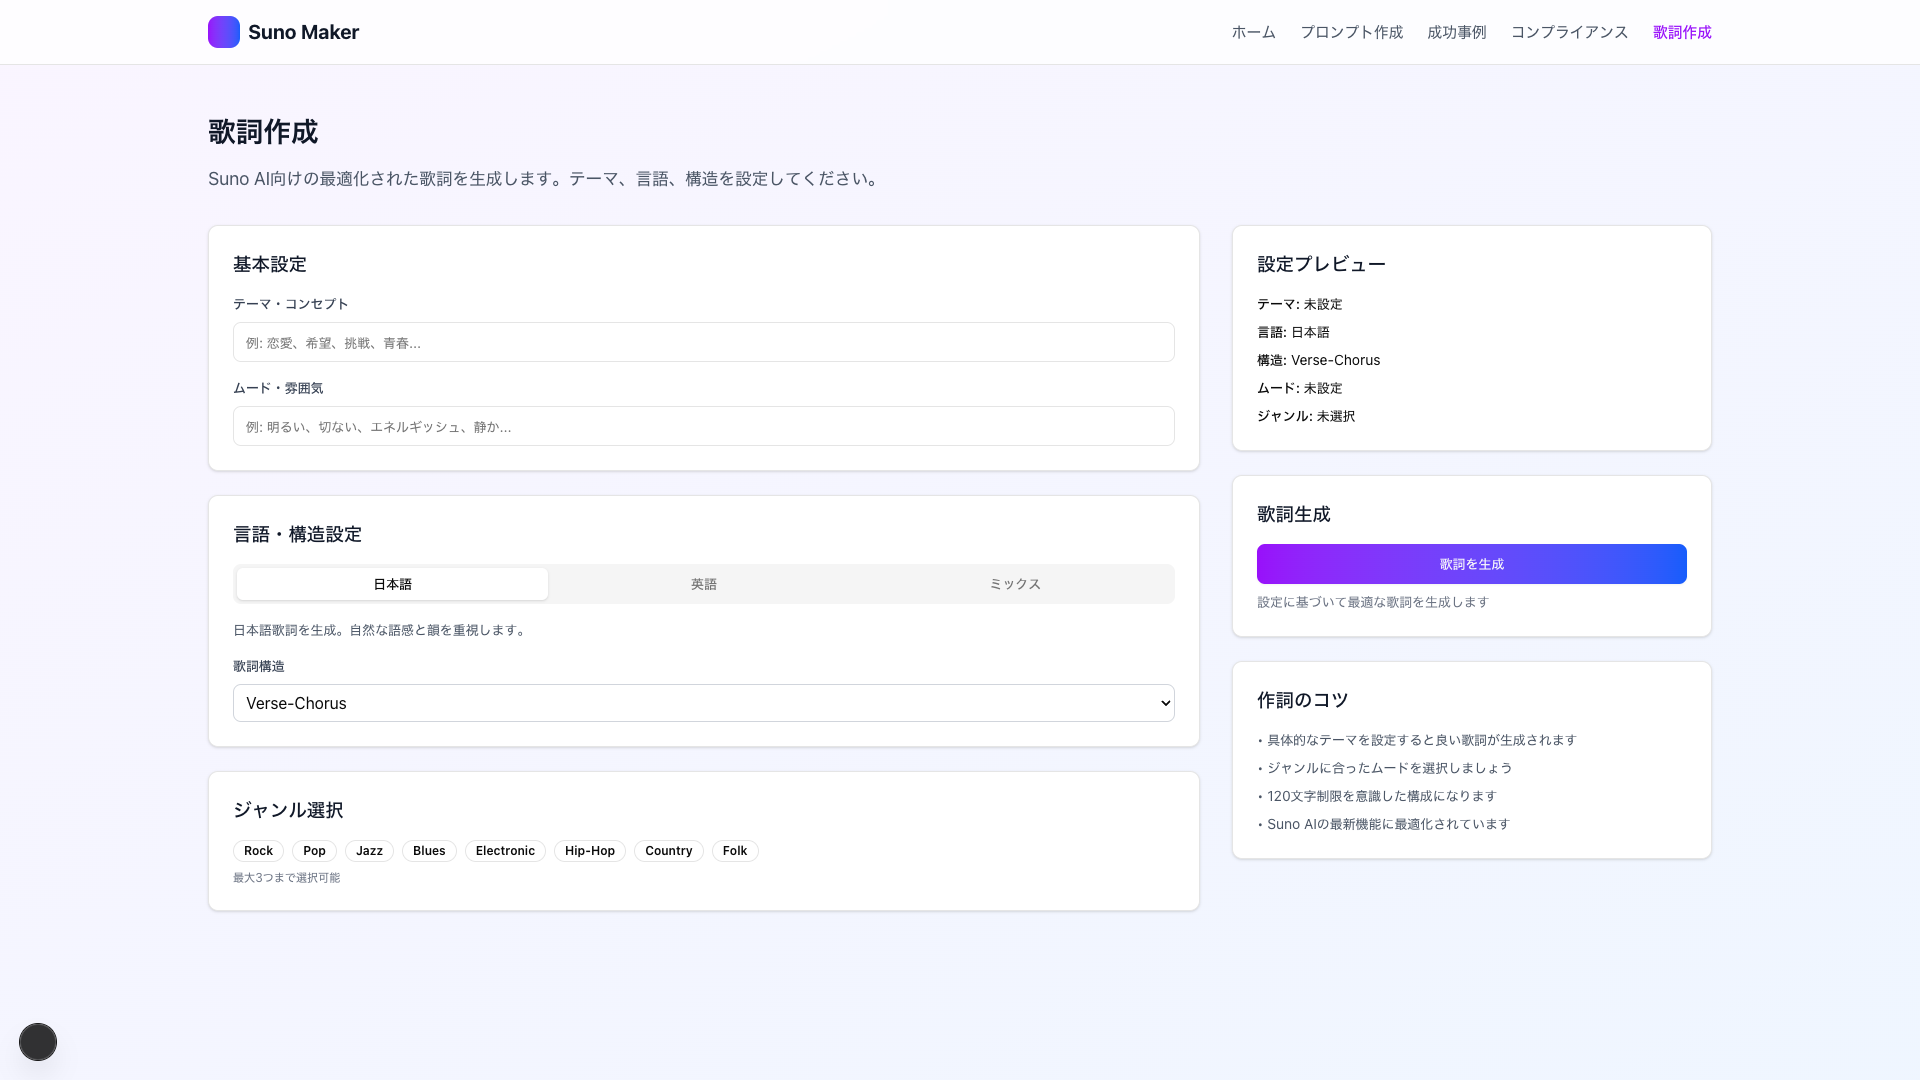 Suno Maker
ホーム
プロンプト作成
成功事例
コンプライアンス
歌詞作成
歌詞作成
Suno AI向けの最適化された歌詞を生成します。テーマ、言語、構造を設定してください。
基本設定
テーマ・コンセプト
例: 恋愛、希望、挑戦、青春...
ムード・雰囲気
例: 明るい、切ない、エネルギッシュ、静か...
言語・構造設定
日本語
英語
ミックス
日本語歌詞を生成。自然な語感と韻を重視します。
歌詞構造
Verse-Chorus
ジャンル選択
Rock
Pop
Jazz
Blues
Electronic
Hip-Hop
Country
Folk
最大3つまで選択可能
設定プレビュー
テーマ: 未設定
言語: 日本語
構造: Verse-Chorus
ムード: 未設定
ジャンル: 未選択
歌詞生成
歌詞を生成
設定に基づいて最適な歌詞を生成します
作詞のコツ
• 具体的なテーマを設定すると良い歌詞が生成されます
• ジャンルに合ったムードを選択しましょう
• 120文字制限を意識した構成になります
• Suno AIの最新機能に最適化されています